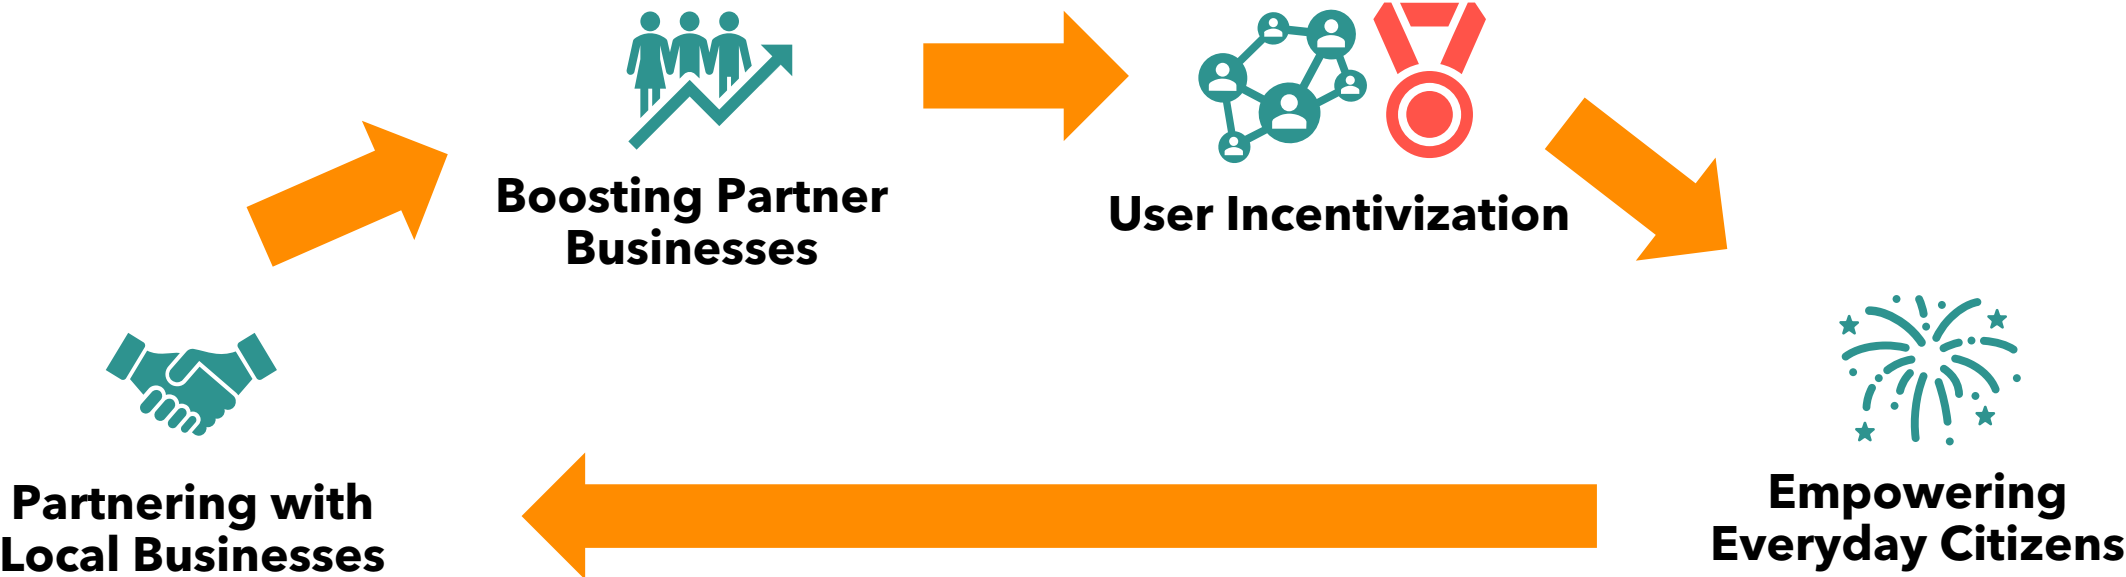 Boosting Partner
Businesses
User Incentivization
Partnering with
Local Businesses
Empowering
Everyday Citizens